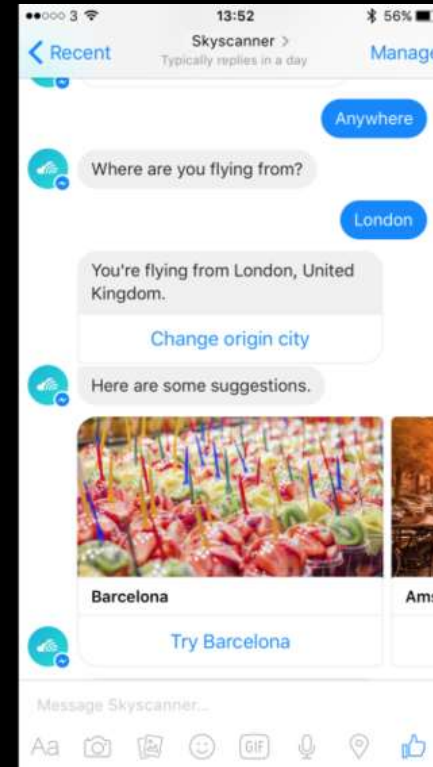 3 13:52 56%
Recent Skyscanner > Manage
Typically replies in a day
Anywhere
Where are you flying from?
London
You're flying from London, United
Kingdom.
Change origin city
Here are some suggestions.
Barcelona Ams
Try Barcelona
Message Skyscanner...
Aa GIF